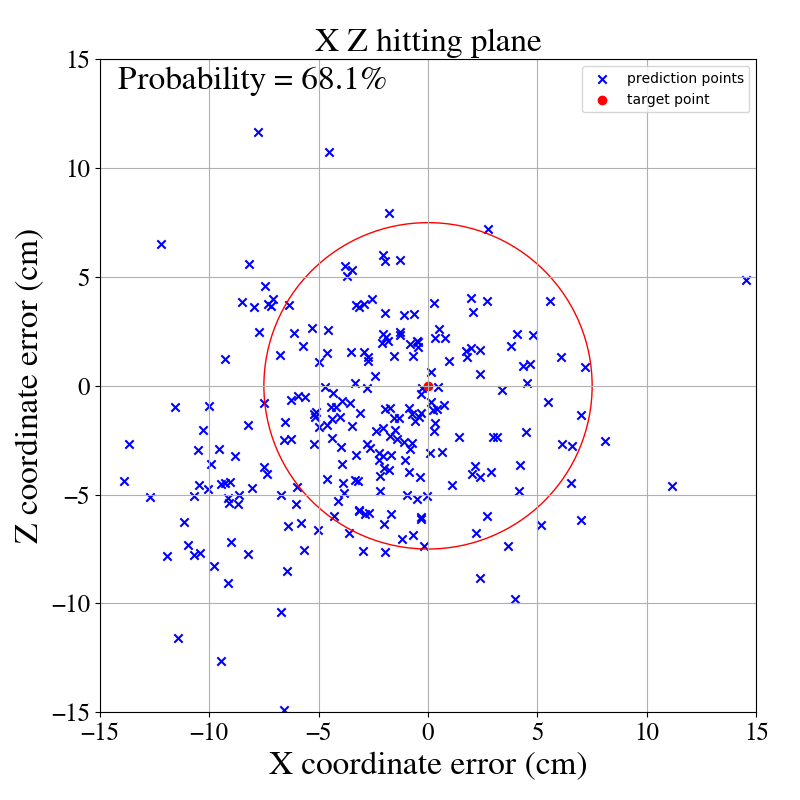 X Z hitting plane
Probability = 68.1%
prediction points
target point
Z coordinate error (cm)
15
10
5
0
−5
−10
−15
−15 −10 −5 0 5 10 15
X coordinate error (cm)